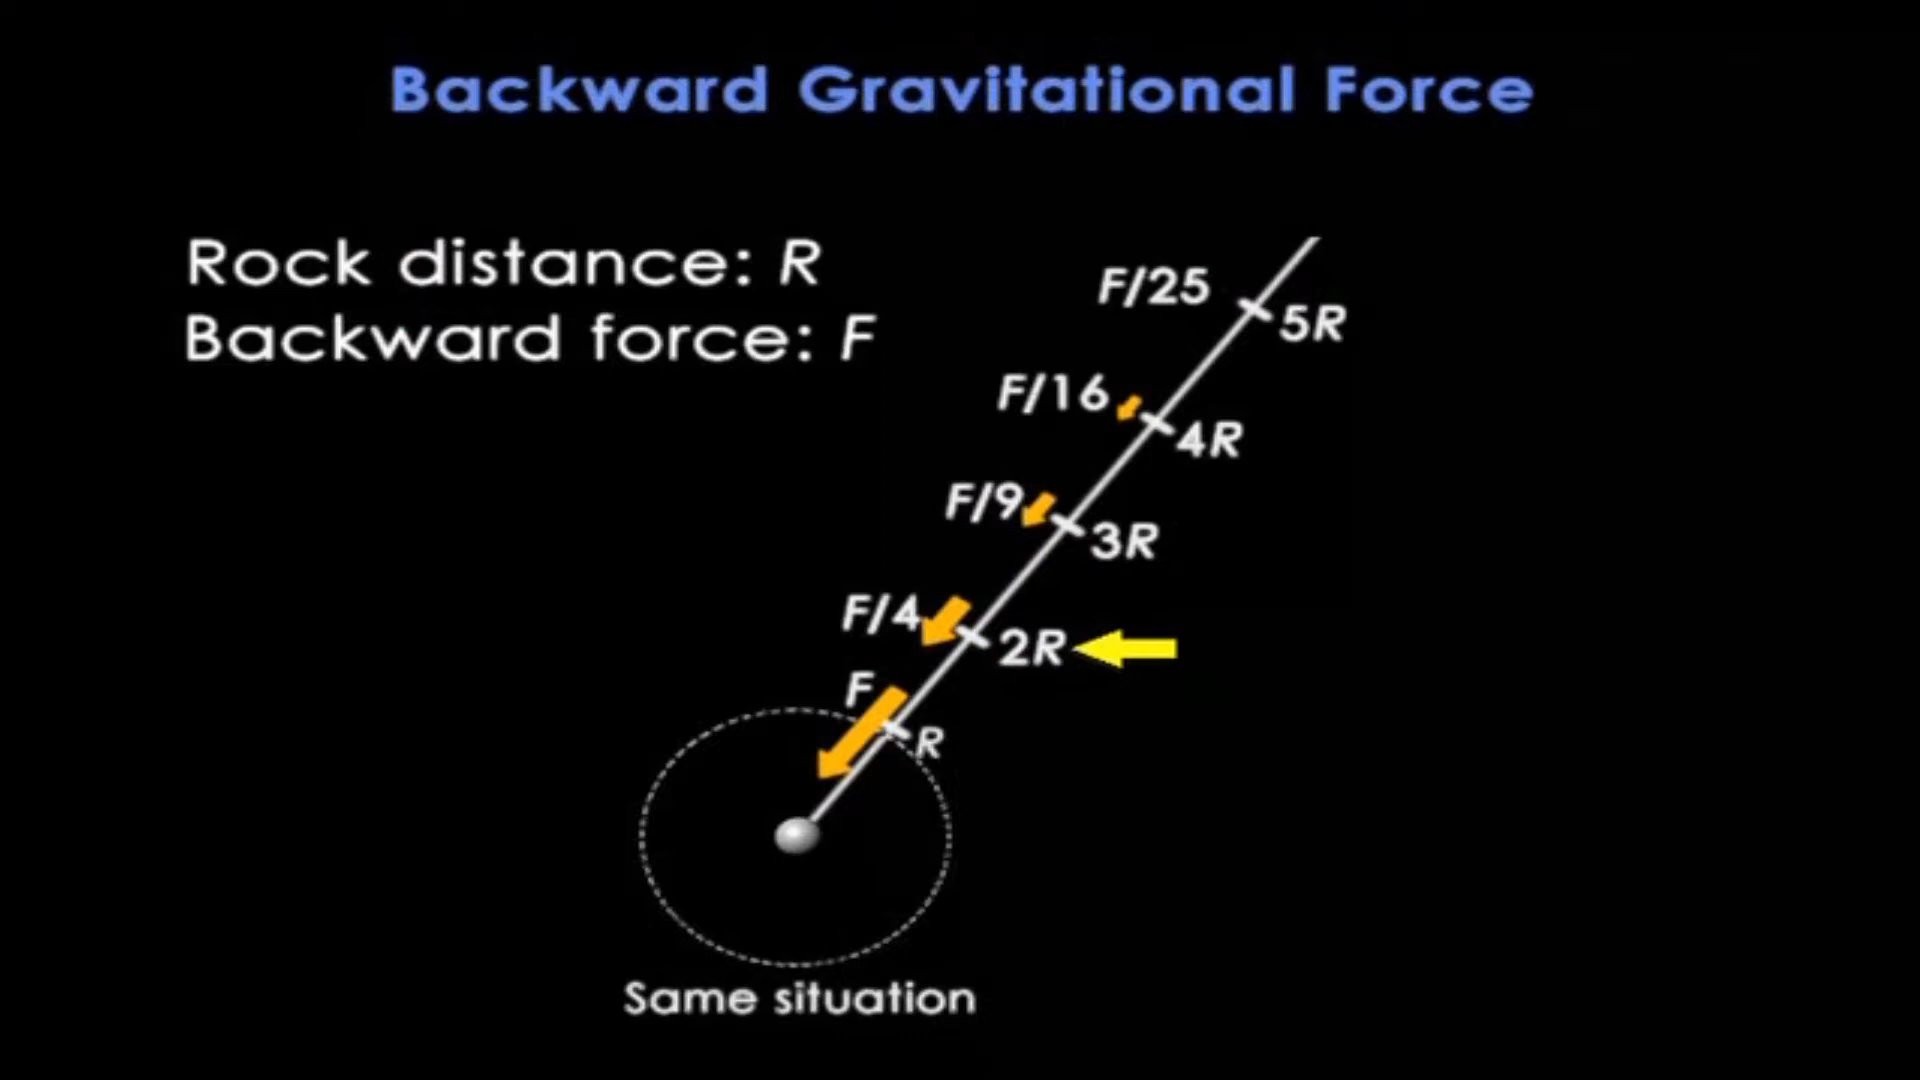 Backward Gravitational Force
Rock distance: R
Backward force: F
F/25
5R
F/16
4R
F/9
3R
F/4
2R
F
R
Same situation